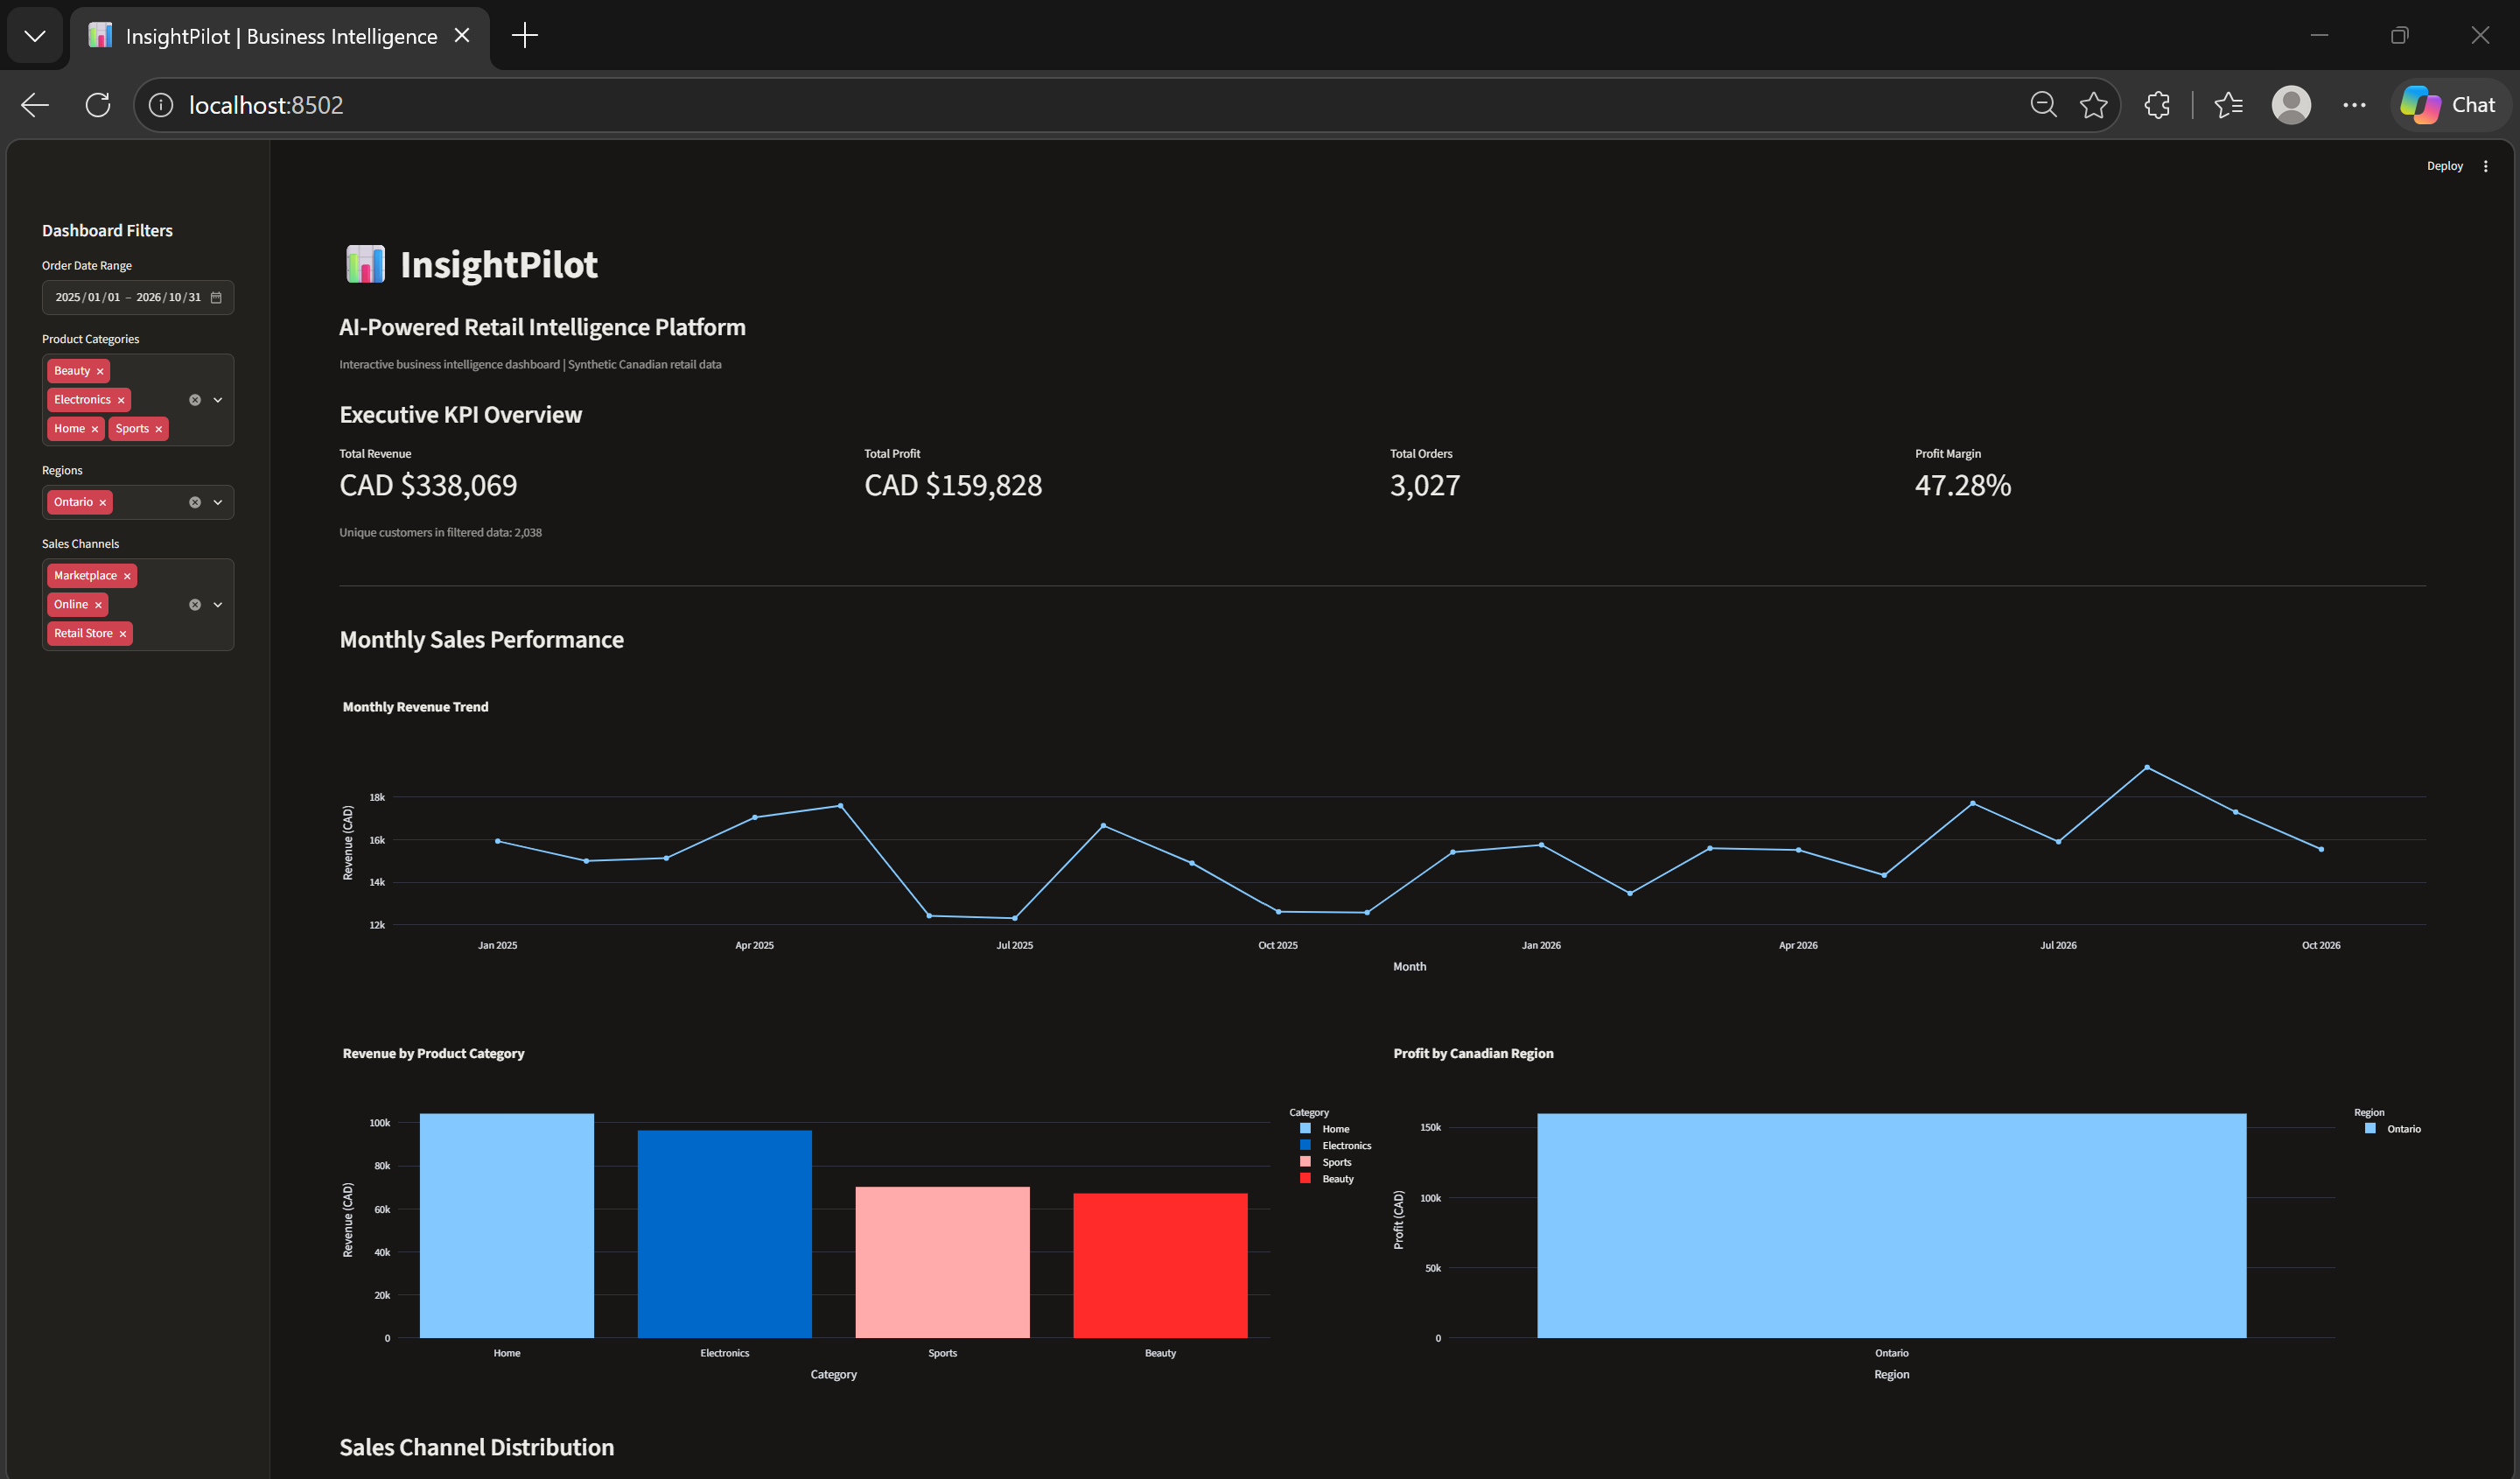 InsightPilot | Business Intelligence
localhost:8502
Chat
Deploy
Dashboard Filters
Order Date Range
2025/01/01 – 2026/10/31
Product Categories
Beauty
Electronics
Home Sports
Regions
Ontario
Sales Channels
Marketplace
Online
Retail Store
InsightPilot
AI-Powered Retail Intelligence Platform
Interactive business intelligence dashboard | Synthetic Canadian retail data
Executive KPI Overview
Total Revenue
CAD $338,069
Total Profit
CAD $159,828
Total Orders
3,027
Profit Margin
47.28%
Unique customers in filtered data: 2,038
Monthly Sales Performance
Monthly Revenue Trend
Revenue (CAD)
18k
16k
14k
12k
Jan 2025 Apr 2025 Jul 2025 Oct 2025 Jan 2026 Apr 2026 Jul 2026 Oct 2026
Month
Revenue by Product Category
Revenue (CAD)
100k
80k
60k
40k
20k
0
Home Electronics Sports Beauty
Category
Category
Home
Electronics
Sports
Beauty
Profit by Canadian Region
Profit (CAD)
150k
100k
50k
0
Ontario
Region
Region
Ontario
Sales Channel Distribution